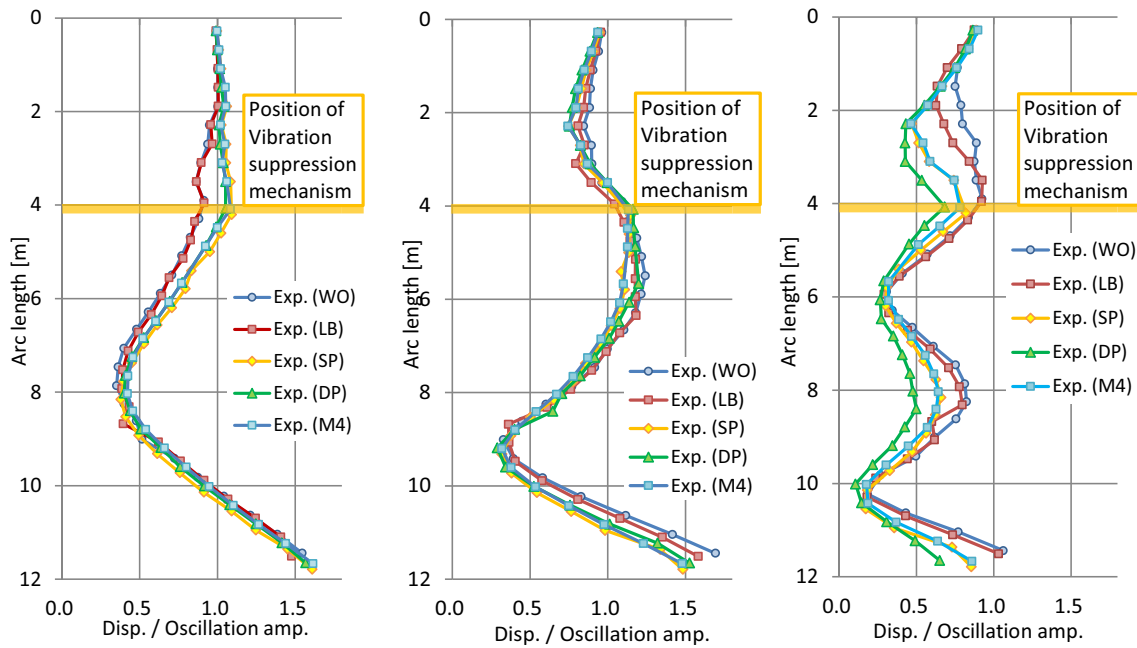 0
2
4
6
8
10
12
Arc length [m]
0.0 0.5 1.0 1.5
Disp. / Oscillation amp.
Position of
Vibration
suppression
mechanism
Exp. (WO)
Exp. (LB)
Exp. (SP)
Exp. (DP)
Exp. (M4)
0
2
4
6
8
10
12
Arc length [m]
0.0 0.5 1.0 1.5
Disp. / Oscillation amp.
Position of
Vibration
suppression
mechanism
Exp. (WO)
Exp. (LB)
Exp. (SP)
Exp. (DP)
Exp. (M4)
0
2
4
6
8
10
12
Arc length [m]
0.0 0.5 1.0 1.5
Disp. / Oscillation amp.
Position of
Vibration
suppression
mechanism
Exp. (WO)
Exp. (LB)
Exp. (SP)
Exp. (DP)
Exp. (M4)